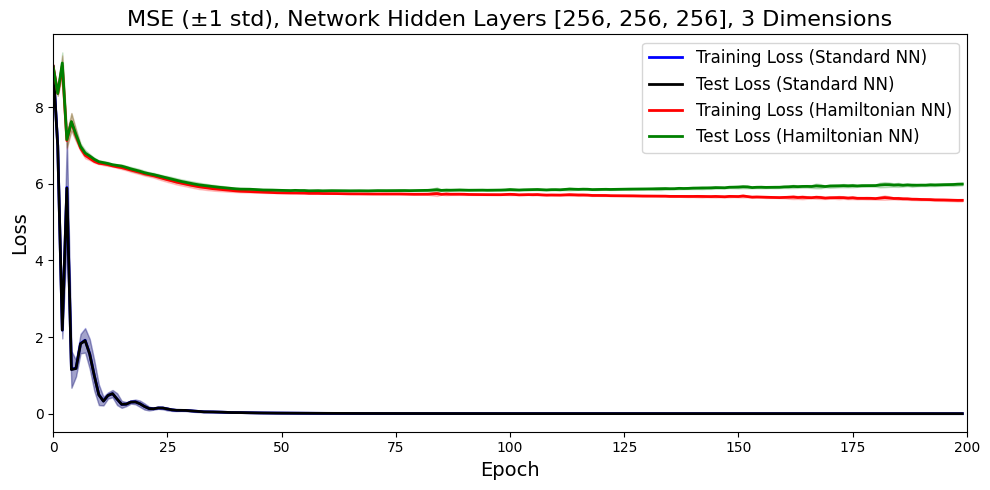 MSE (±1 std), Network Hidden Layers [256, 256, 256], 3 Dimensions
Training Loss (Standard NN)
Test Loss (Standard NN)
Training Loss (Hamiltonian NN)
Test Loss (Hamiltonian NN)
Loss
8
6
4
2
0
0 25 50 75 100 125 150 175 200
Epoch